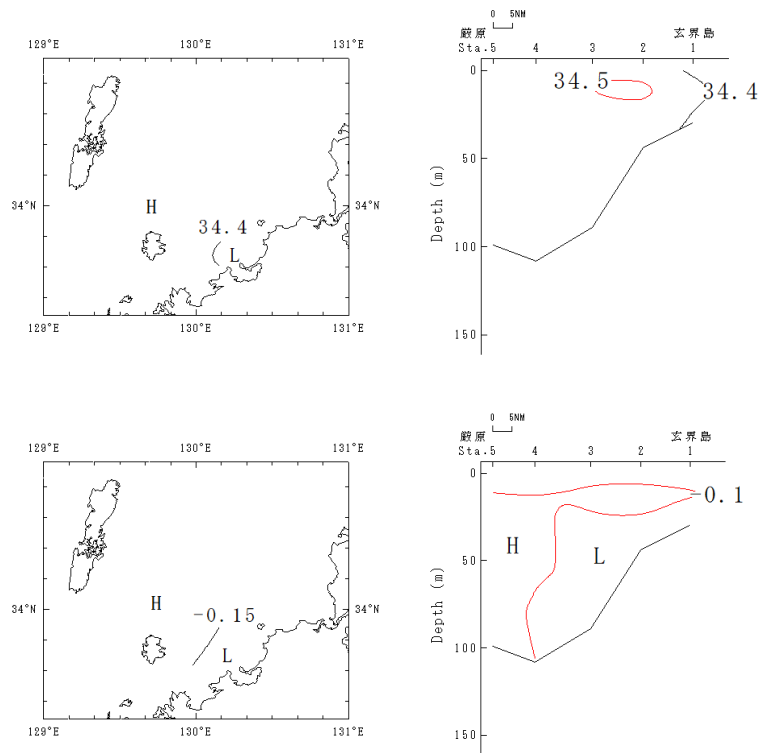 0 5NM
厳原 玄界島
Sta.5 4 3 2 1
129°E 130°E 131°E
34°N 34°N
H
34.4
L
129°E 130°E 131°E
0
50
100
150
Depth (m)
34.5
34.4
0 5NM
厳原 玄界島
Sta.5 4 3 2 1
129°E 130°E 131°E
34°N 34°N
H
-0.15
L
129°E 130°E 131°E
0
50
100
150
Depth (m)
-0.1
H L